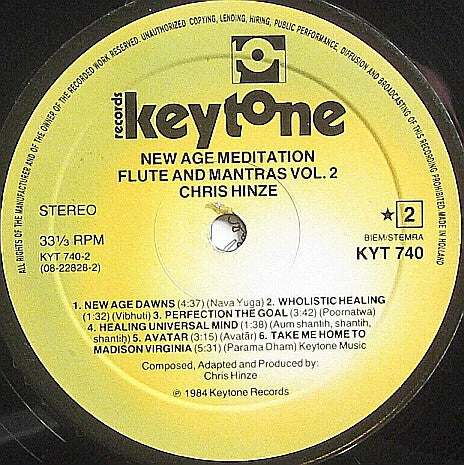 ALL RIGHTS OF THE MANUFACTURER AND OF THE OWNER OF THE RECORDED WORK RESERVED. UNAUTHORIZED COPYING, LENDING, HIRING, PUBLIC PERFORMANCE, DIFFUSION AND BROADCASTING OF THIS RECORDING PROHIBITED. MADE IN HOLLAND
records
keytone
NEW AGE MEDITATION
FLUTE AND MANTRAS VOL. 2
CHRIS HINZE
STEREO
★ 2
33⅓ RPM
BIEM/STEMRA
KYT 740-2
KYT 740
(08-22828-2)
1. NEW AGE DAWNS (4:37) (Nava Yuga) 2. WHOLISTIC HEALING
(1:32) (Vibhuti) 3. PERFECTION THE GOAL (3:42) (Poornatwa)
4. HEALING UNIVERSAL MIND (1:38) (Aum shantih, shantih,
shantih) 5. AVATAR (3:15) (Avatār) 6. TAKE ME HOME TO
MADISON VIRGINIA (5:31) (Parama Dham) Keytone Music
Composed, Adapted and Produced by:
Chris Hinze
℗ 1984 Keytone Records